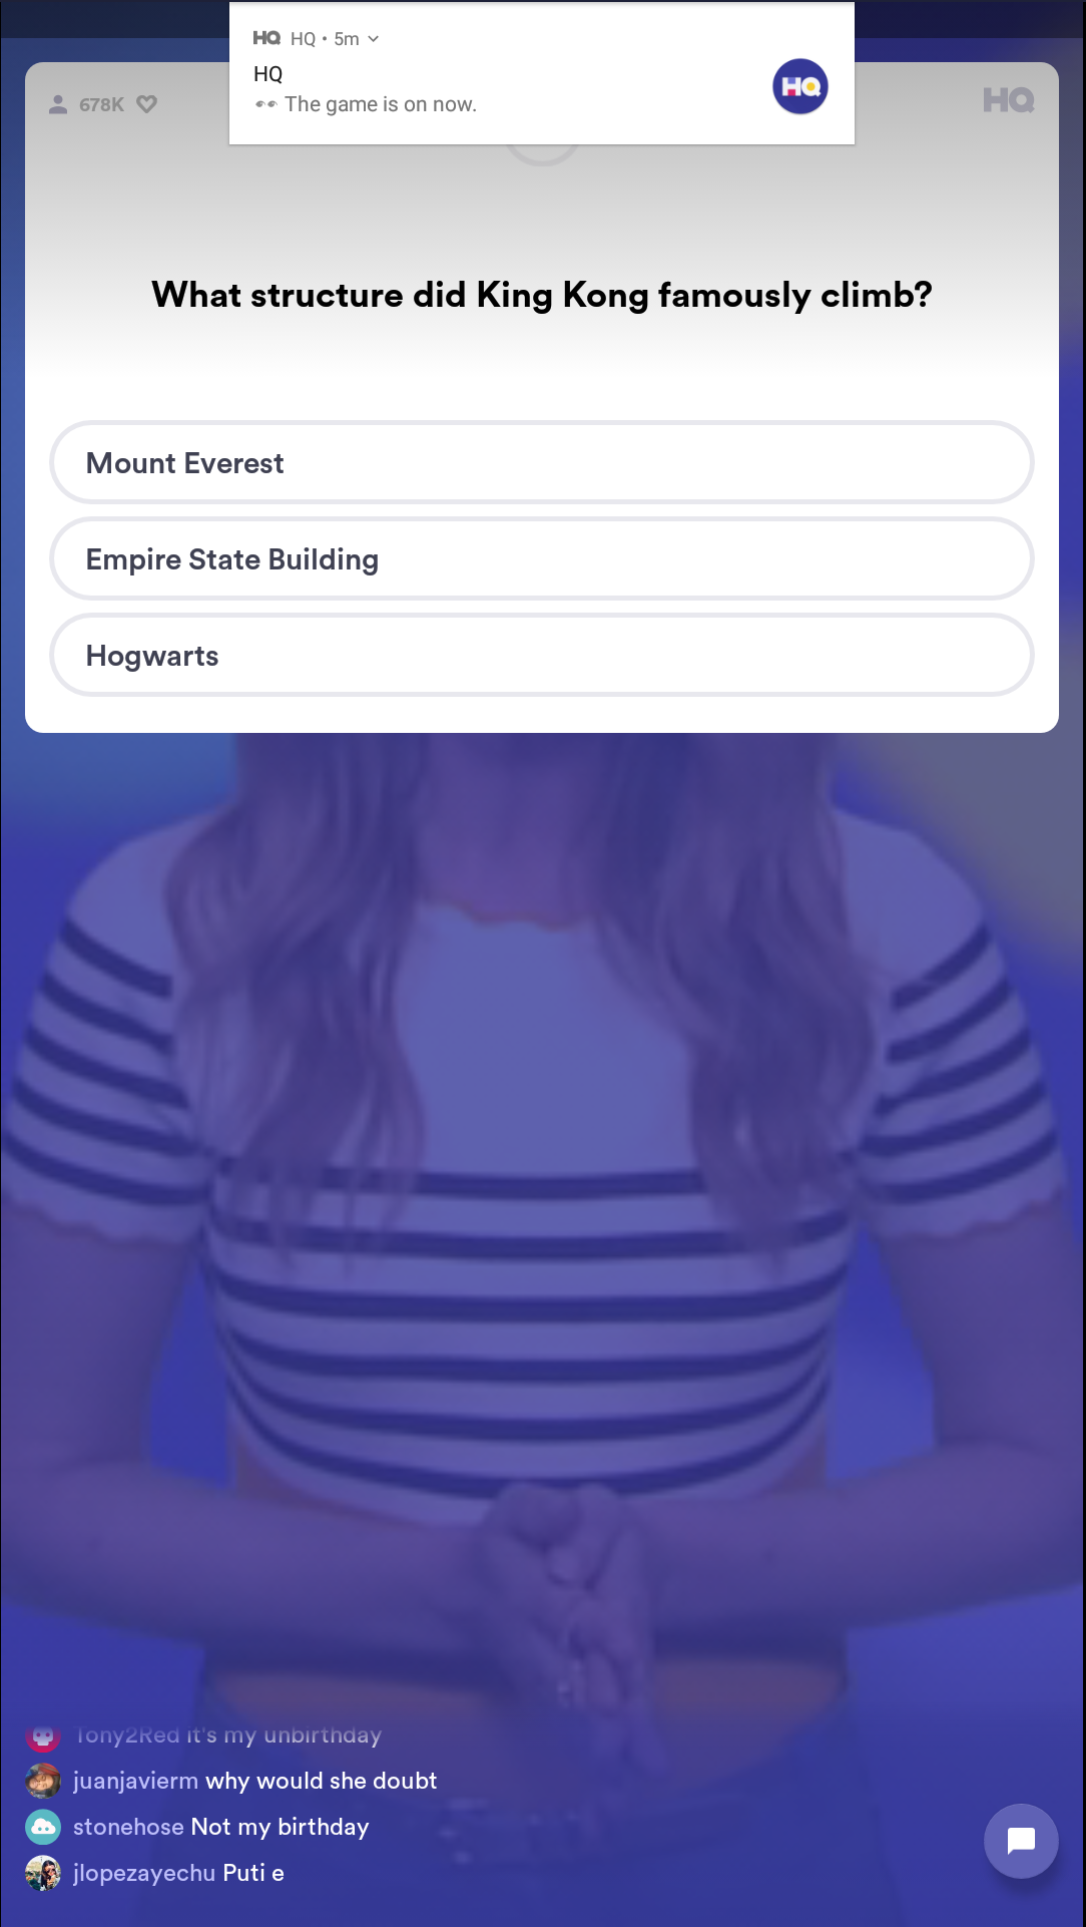 HQ HQ • 5m
HQ
👀 The game is on now.
HQ
678K
HQ
What structure did King Kong famously climb?
Mount Everest
Empire State Building
Hogwarts
Tony2Red it's my unbirthday
juanjavierm why would she doubt
stonehose Not my birthday
jlopezayechu Puti e